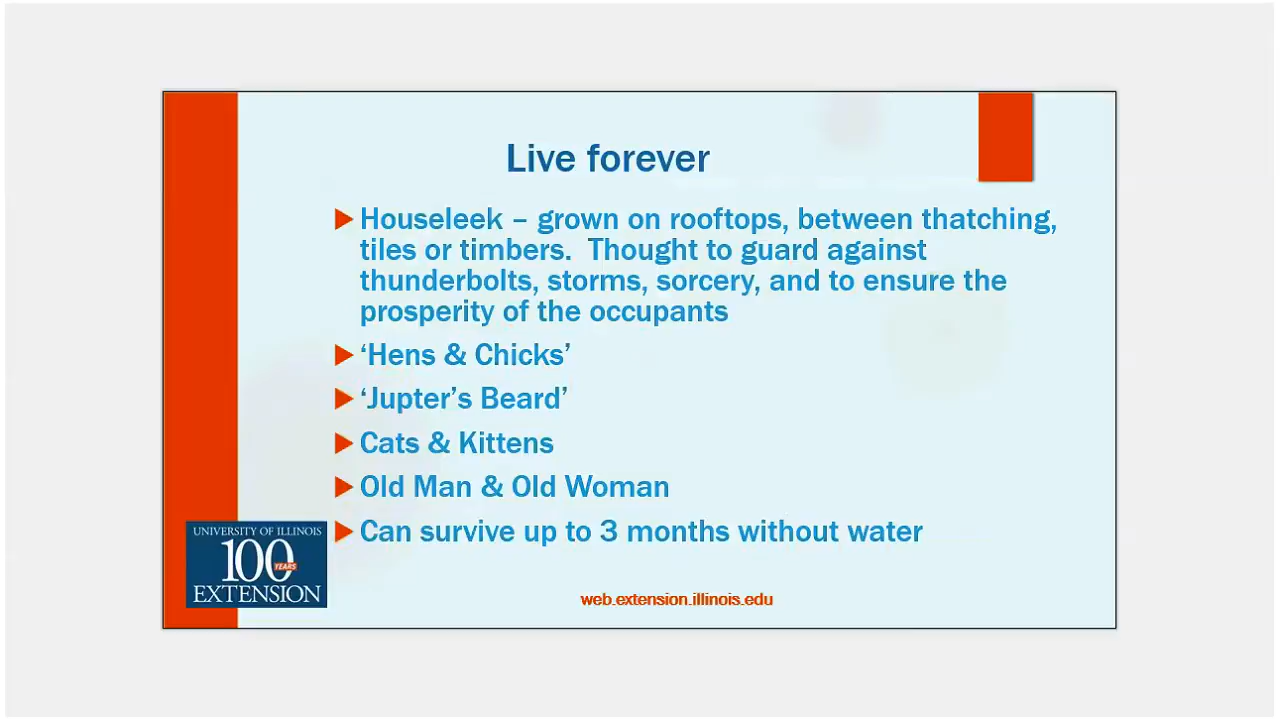 Live forever
Houseleek – grown on rooftops, between thatching,
tiles or timbers.  Thought to guard against
thunderbolts, storms, sorcery, and to ensure the
prosperity of the occupants
‘Hens & Chicks’
‘Jupter’s Beard’
Cats & Kittens
Old Man & Old Woman
Can survive up to 3 months without water
UNIVERSITY OF ILLINOIS
100
YEARS
EXTENSION
web.extension.illinois.edu